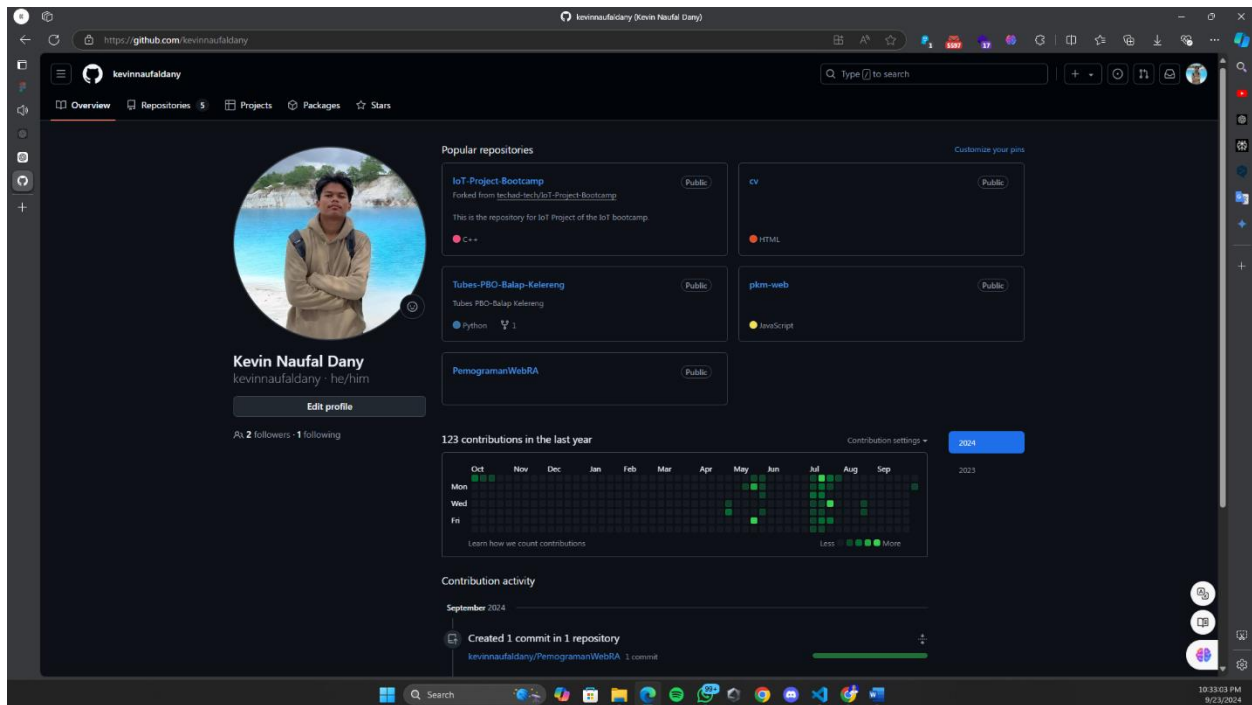 kevinnaufaldany (Kevin Naufal Dany)
https://github.com/kevinnaufaldany
1
5597
17
kevinnaufaldany
Type / to search
Overview
Repositories 5
Projects
Packages
Stars
Popular repositories
Customize your pins
IoT-Project-Bootcamp
Public
Forked from techad-tech/IoT-Project-Bootcamp
This is the repository for IoT Project of the IoT bootcamp.
C++
cv
Public
HTML
Tubes-PBO-Balap-Kelereng
Public
Tubes PBO-Balap Kelereng
Python 1
pkm-web
Public
JavaScript
PemogramanWebRA
Public
Kevin Naufal Dany
kevinnaufaldany · he/him
Edit profile
2 followers · 1 following
123 contributions in the last year
Contribution settings
2024
2023
Oct Nov Dec Jan Feb Mar Apr May Jun Jul Aug Sep
Mon
Wed
Fri
Learn how we count contributions
Less
More
Contribution activity
September 2024
Created 1 commit in 1 repository
kevinnaufaldany/PemogramanWebRA 1 commit
Search
99+
10:33:03 PM
9/23/2024